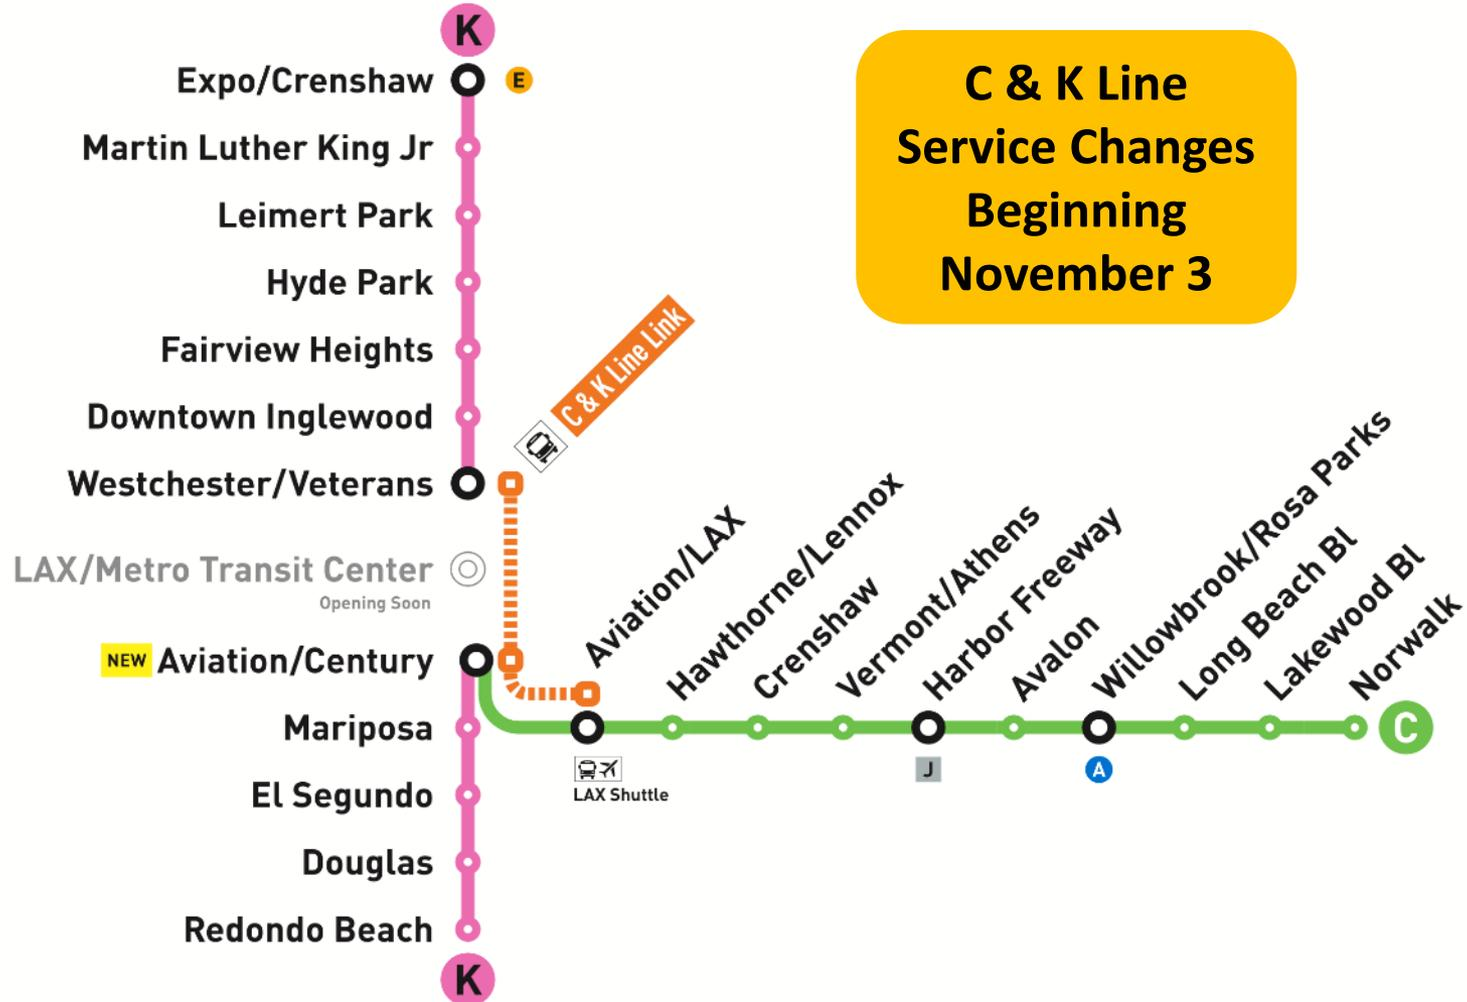 K
Expo/Crenshaw
E
Martin Luther King Jr
Leimert Park
Hyde Park
Fairview Heights
Downtown Inglewood
Westchester/Veterans
LAX/Metro Transit Center
Opening Soon
NEW Aviation/Century
Mariposa
El Segundo
Douglas
Redondo Beach
K
C & K Line
Service Changes
Beginning
November 3
C & K Line Link
Aviation/LAX
Hawthorne/Lennox
Crenshaw
Vermont/Athens
Harbor Freeway
Avalon
Willowbrook/Rosa Parks
Long Beach Bl
Lakewood Bl
Norwalk
C
LAX Shuttle
J
A